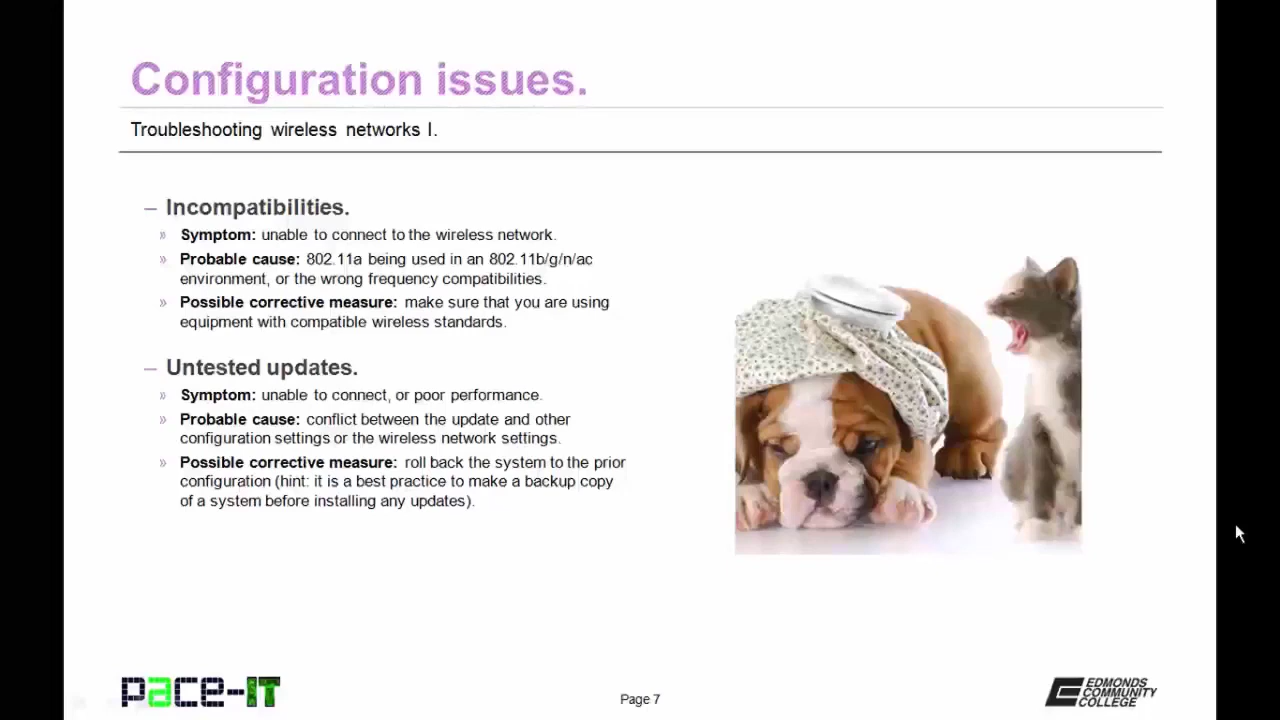 Configuration issues.
Troubleshooting wireless networks I.
– Incompatibilities.
» Symptom: unable to connect to the wireless network.
» Probable cause: 802.11a being used in an 802.11b/g/n/ac
environment, or the wrong frequency compatibilities.
» Possible corrective measure: make sure that you are using
equipment with compatible wireless standards.
– Untested updates.
» Symptom: unable to connect, or poor performance.
» Probable cause: conflict between the update and other
configuration settings or the wireless network settings.
» Possible corrective measure: roll back the system to the prior
configuration (hint: it is a best practice to make a backup copy
of a system before installing any updates).
pace-IT
Page 7
EDMONDS
COMMUNITY
COLLEGE